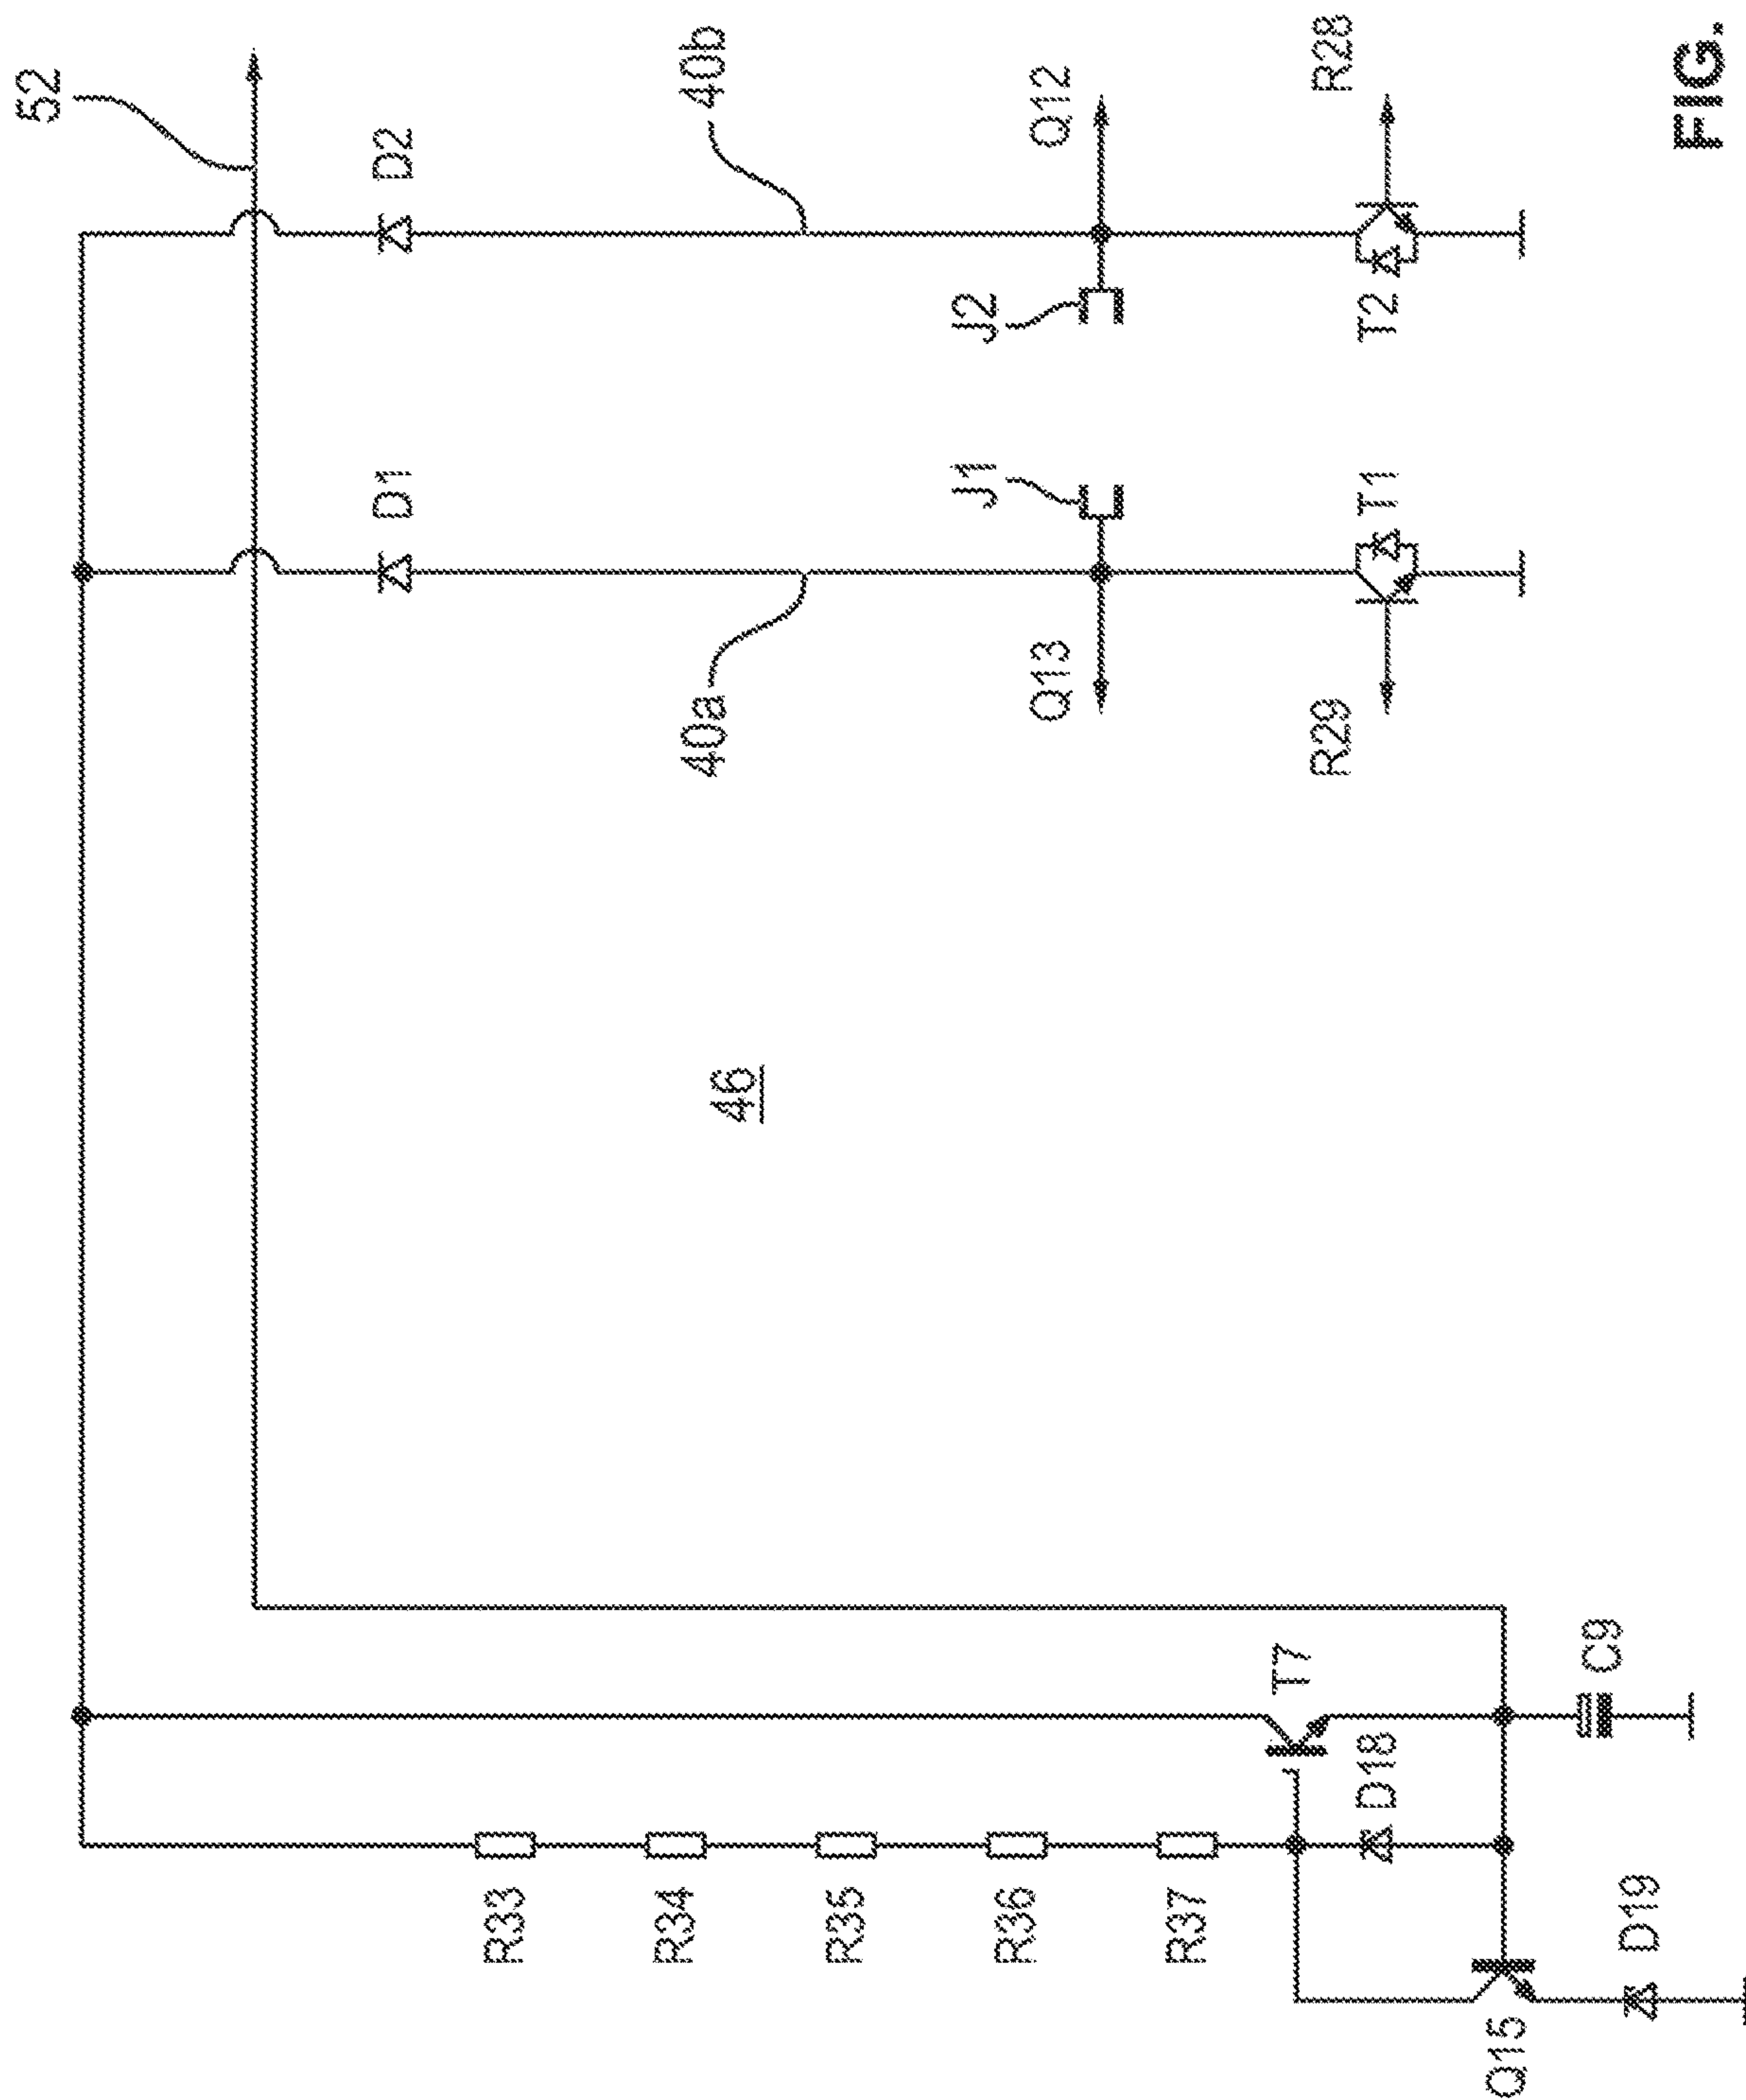 52
D2
40b
Q12
R28
J2
T2
D1
J1
T1
40a
Q13
R29
46
T7
C9
D18
R33
R34
R35
R36
R37
D19
Q15
FIG.